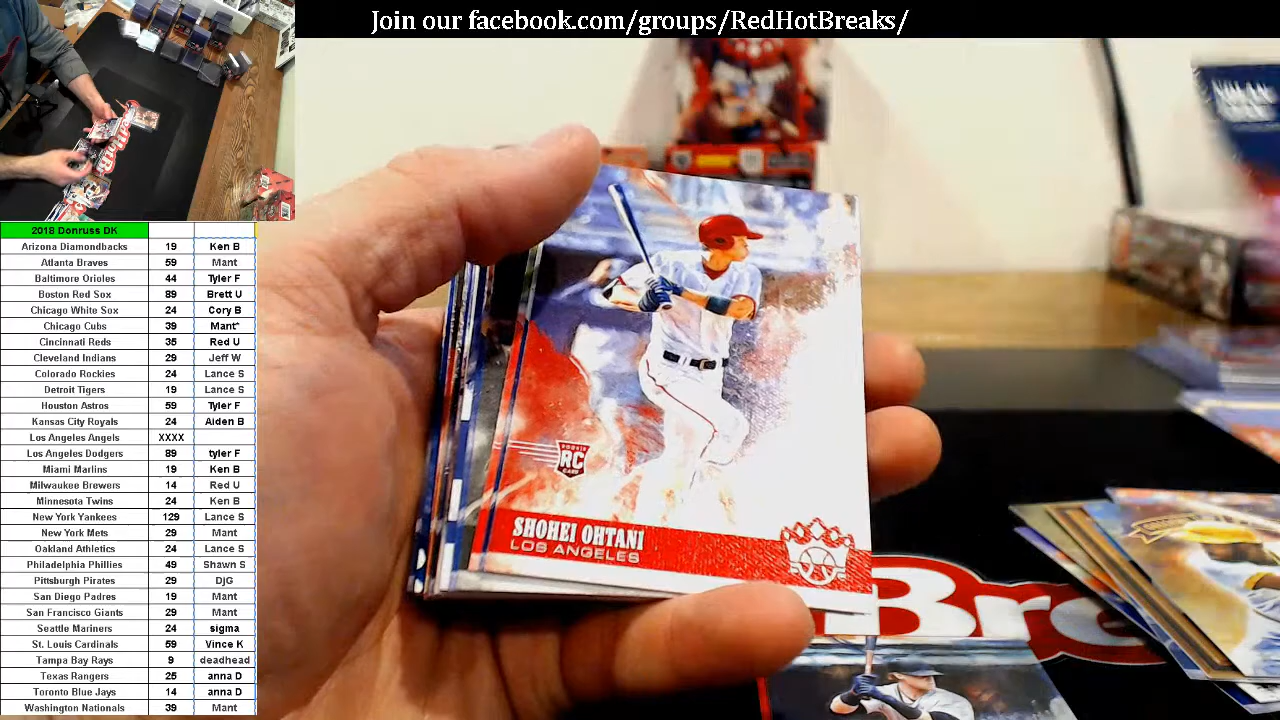 Join our facebook.com/groups/RedHotBreaks/
2018 Donruss DK
Arizona Diamondbacks 19 Ken B
Atlanta Braves 59 Mant
Baltimore Orioles 44 Tyler F
Boston Red Sox 89 Brett U
Chicago White Sox 24 Cory B
Chicago Cubs 39 Mant*
Cincinnati Reds 35 Red U
Cleveland Indians 29 Jeff W
Colorado Rockies 24 Lance S
Detroit Tigers 19 Lance S
Houston Astros 59 Tyler F
Kansas City Royals 24 Aiden B
Los Angeles Angels XXXX
Los Angeles Dodgers 89 tyler F
Miami Marlins 19 Ken B
Milwaukee Brewers 14 Red U
Minnesota Twins 24 Ken B
New York Yankees 129 Lance S
New York Mets 29 Mant
Oakland Athletics 24 Lance S
Philadelphia Phillies 49 Shawn S
Pittsburgh Pirates 29 DjG
San Diego Padres 19 Mant
San Francisco Giants 29 Mant
Seattle Mariners 24 sigma
St. Louis Cardinals 59 Vince K
Tampa Bay Rays 9 deadhead
Texas Rangers 25 anna D
Toronto Blue Jays 14 anna D
Washington Nationals 39 Mant
ROOKIE
RC
CARD
SHOHEI OHTANI
LOS ANGELES
Bre
NOLAN